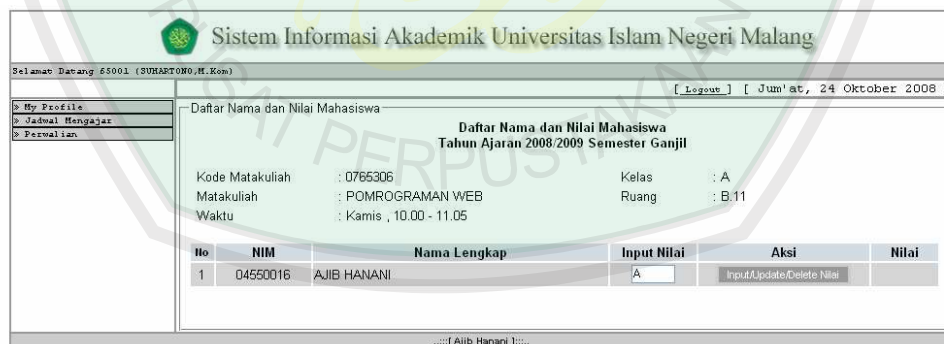 Sistem Informasi Akademik Universitas Islam Negeri Malang
Selamat Datang 65001 (SUHARTONO,M.Kom)
[ Logout ] [ Jum'at, 24 Oktober 2008
» My Profile
» Jadwal Mengajar
» Perwalian
Daftar Nama dan Nilai Mahasiswa
Daftar Nama dan Nilai Mahasiswa
Tahun Ajaran 2008/2009 Semester Ganjil
Kode Matakuliah : 0765306 Kelas : A
Matakuliah : POMROGRAMAN WEB Ruang : B.11
Waktu : Kamis , 10.00 - 11.05
No NIM Nama Lengkap Input Nilai Aksi Nilai
1 04550016 AJIB HANANI A Input/Update/Delete Nilai
..:::[ Ajib Hanani ]:::..
PUSAT PERPUSTAKAAN